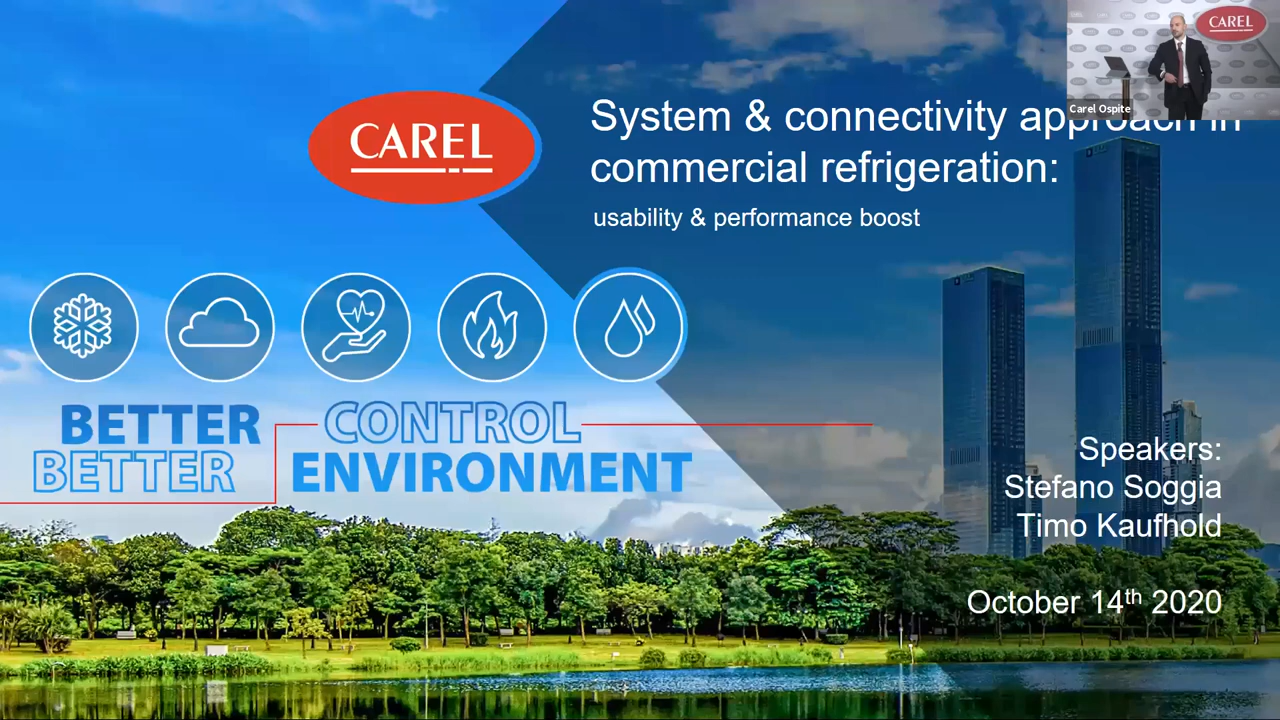 CAREL
Carel Ospite
CAREL
System & connectivity approach in
commercial refrigeration:
usability & performance boost
BETTER CONTROL
BETTER ENVIRONMENT
Speakers:
Stefano Soggia
Timo Kaufhold
October 14th 2020